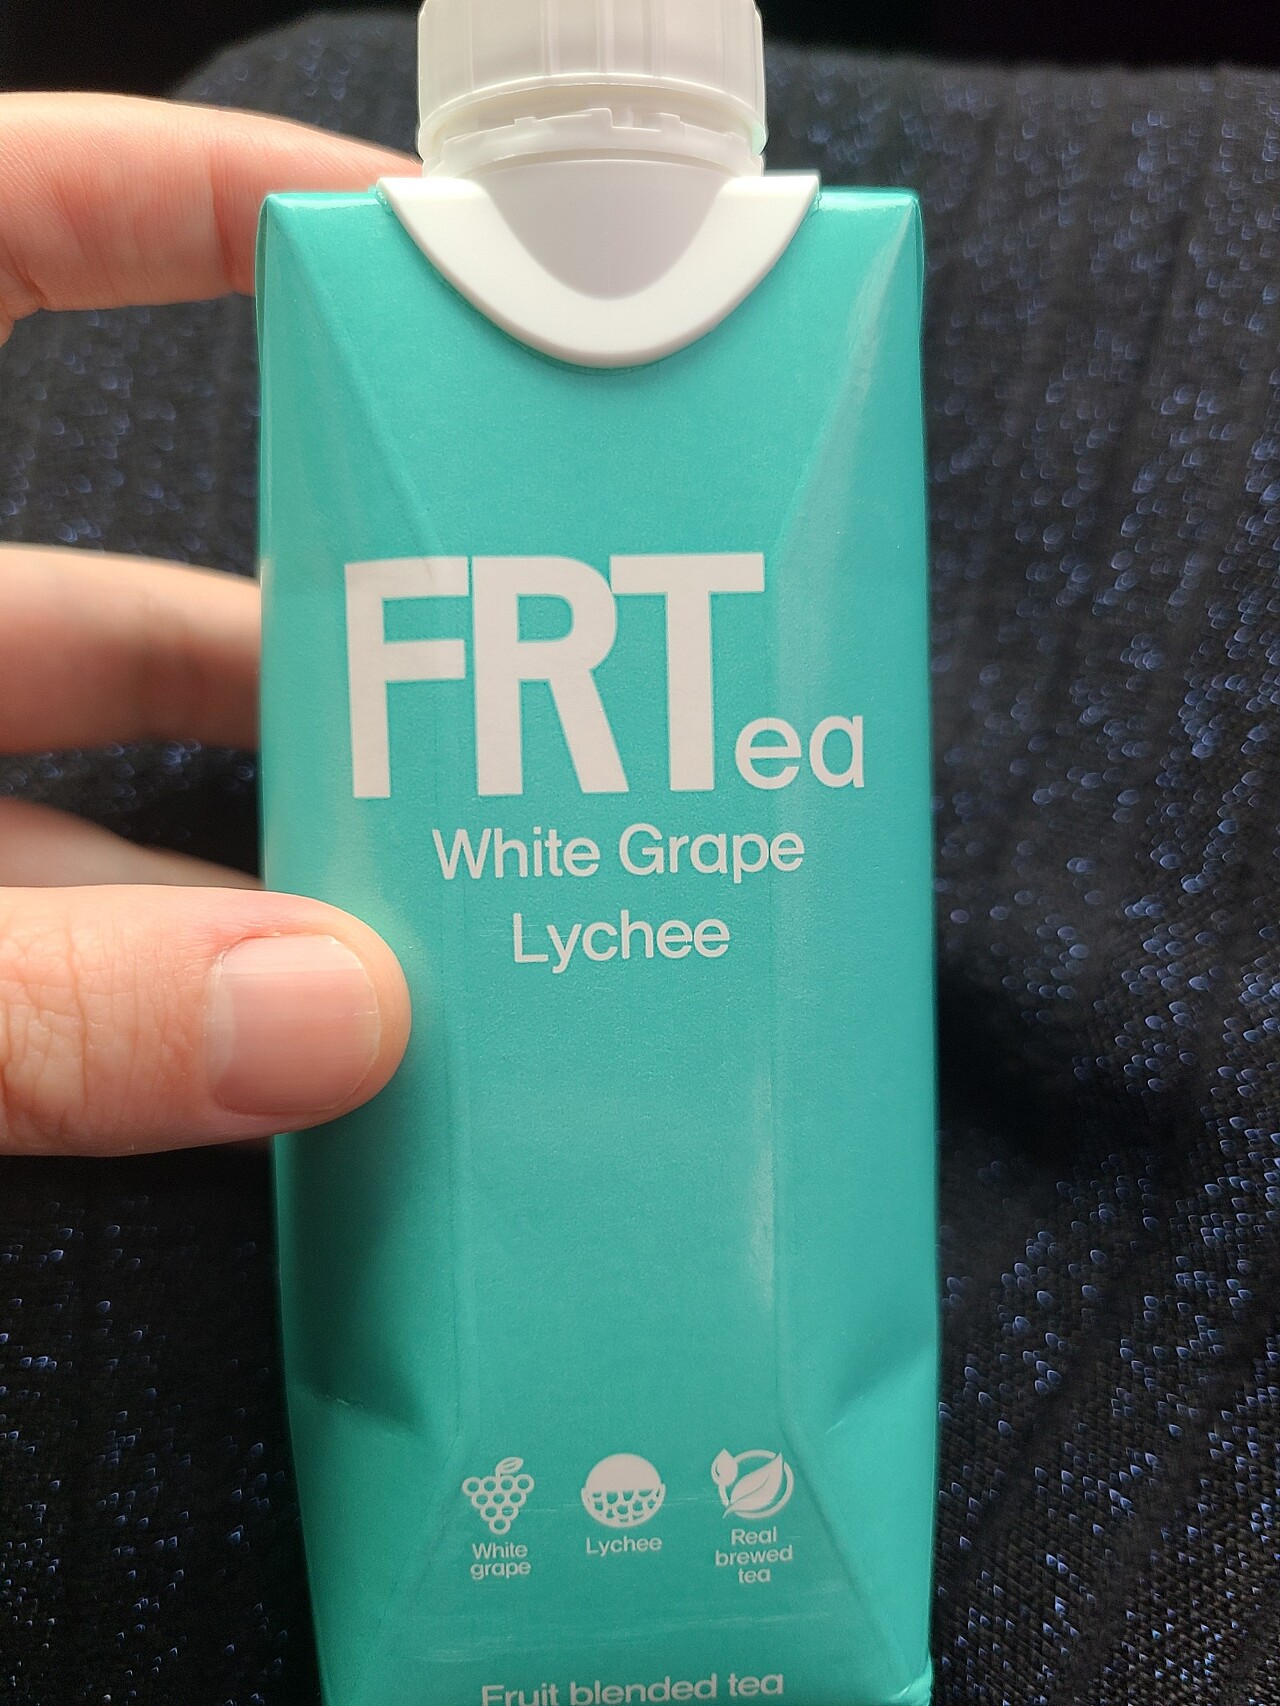 FRTea
White Grape
Lychee
White
grape
Lychee
Real
brewed
tea
Fruit blended tea